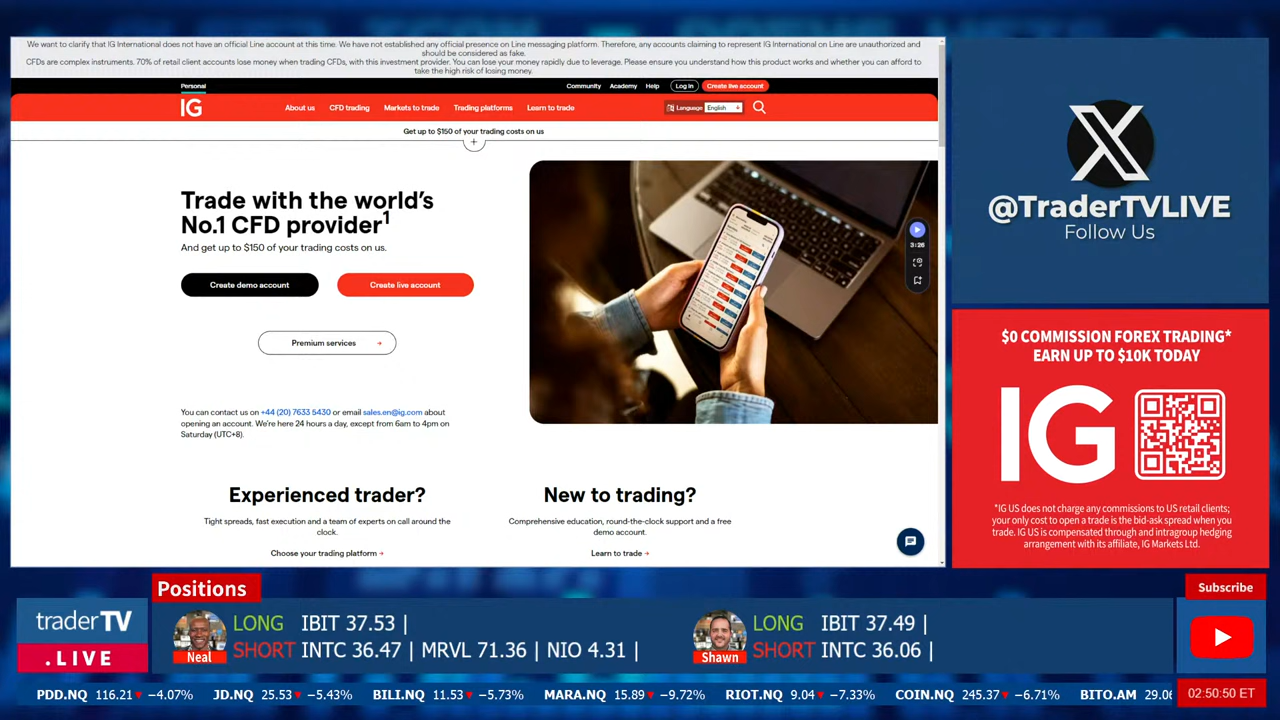 We want to clarify that IG International does not have an official Line account at this time. We have not established any official presence on Line messaging platform. Therefore, any accounts claiming to represent IG International on Line are unauthorized and
should be considered as fake.
CFDs are complex instruments. 70% of retail client accounts lose money when trading CFDs, with this investment provider. You can lose your money rapidly due to leverage. Please ensure you understand how this product works and whether you can afford to
take the high risk of losing money.
Personal
Community Academy Help Log in Create live account
IG About us CFD trading Markets to trade Trading platforms Learn to trade Language English
Get up to $150 of your trading costs on us
+
Trade with the world's
No.1 CFD provider¹
And get up to $150 of your trading costs on us.
Create demo account Create live account
Premium services →
3:26
You can contact us on +44 (20) 7633 5430 or email sales.en@ig.com about
opening an account. We're here 24 hours a day, except from 6am to 4pm on
Saturday (UTC+8).
Experienced trader?
Tight spreads, fast execution and a team of experts on call around the
clock.
Choose your trading platform →
New to trading?
Comprehensive education, round-the-clock support and a free
demo account.
Learn to trade →
X
@TraderTVLIVE
Follow Us
$0 COMMISSION FOREX TRADING*
EARN UP TO $10K TODAY
IG
*IG US does not charge any commissions to US retail clients;
your only cost to open a trade is the bid-ask spread when you
trade. IG US is compensated through and intragroup hedging
arrangement with its affiliate, IG Markets Ltd.
Positions
Subscribe
traderTV
.LIVE
Neal
LONG IBIT 37.53 |
SHORT INTC 36.47 | MRVL 71.36 | NIO 4.31 |
Shawn
LONG IBIT 37.49 |
SHORT INTC 36.06 |
PDD.NQ 116.21▼ −4.07% JD.NQ 25.53▼ −5.43% BILI.NQ 11.53▼ −5.73% MARA.NQ 15.89▼ −9.72% RIOT.NQ 9.04▼ −7.33% COIN.NQ 245.37▼ −6.71% BITO.AM 29.06
02:50:50 ET